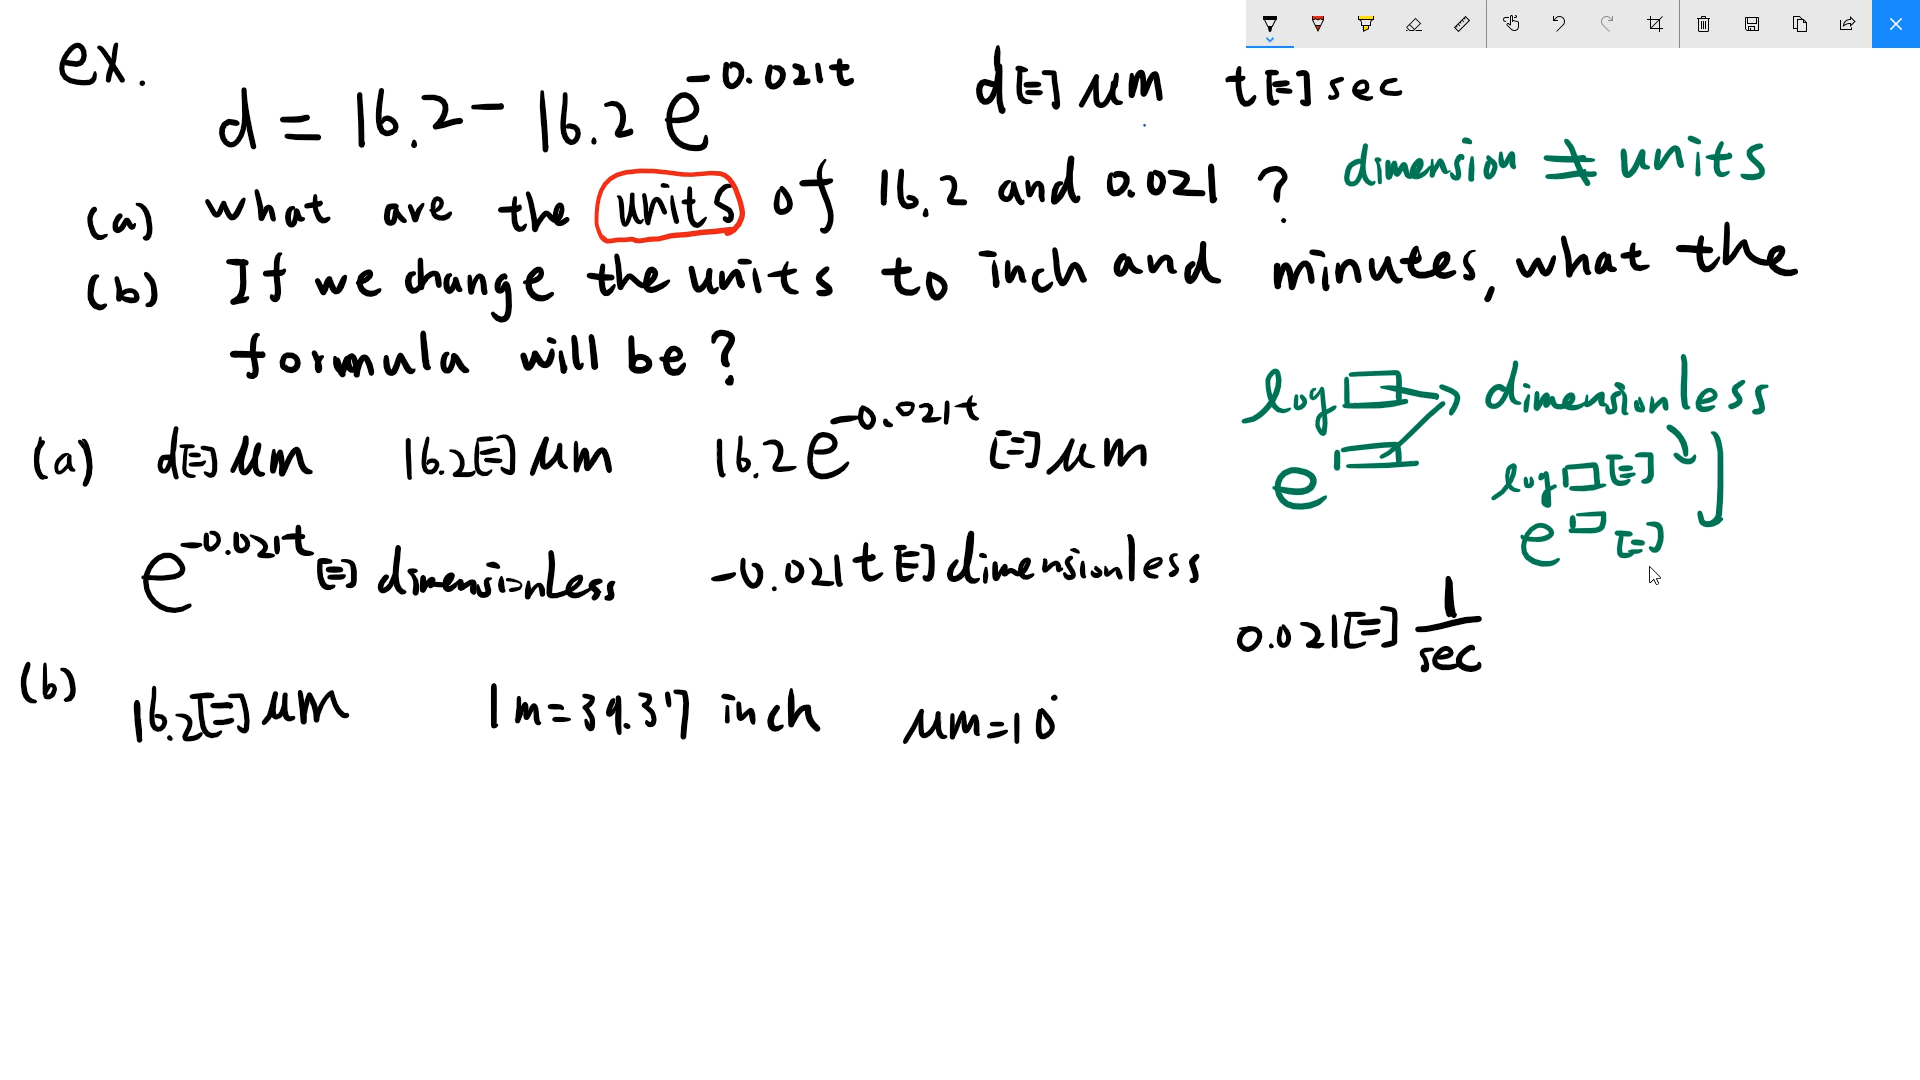 ex.
d = 16.2 - 16.2 e^{-0.021t} d[=] μm t[=] sec
dimension ≠ units
(a) what are the units of 16.2 and 0.021 ?
(b) If we change the units to inch and minutes, what the
formula will be ?
log □ → dimensionless
e^□
log □ [=]
e^□ [=]
(a) d[=] μm 16.2[=] μm 16.2 e^{-0.021t} [=] μm
e^{-0.021t} [=] dimensionless -0.021 t [=] dimensionless
0.021[=] 1/sec
(b) 16.2[=] μm 1 m = 39.37 inch μm = 10